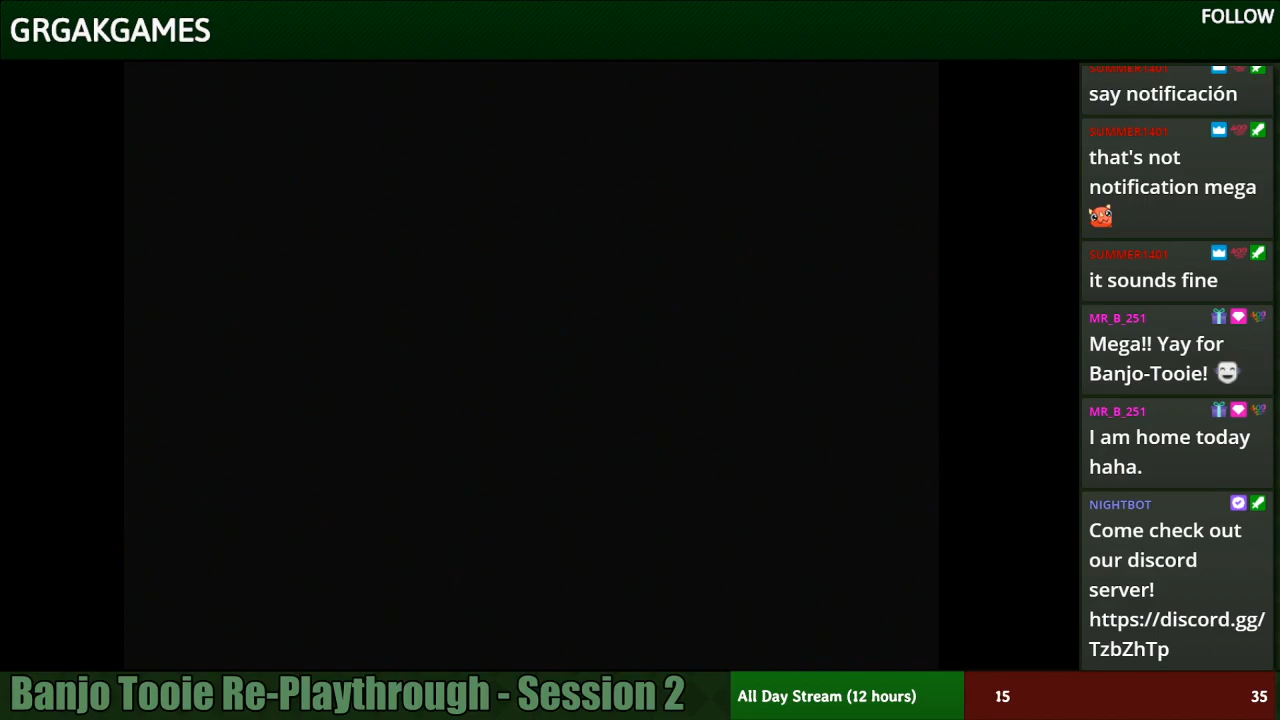 GRGAKGAMES
FOLLOW
SUMMER1401
say notificación
SUMMER1401
that's not
notification mega
SUMMER1401
it sounds fine
MR_B_251
Mega!! Yay for
Banjo-Tooie!
MR_B_251
I am home today
haha.
NIGHTBOT
Come check out
our discord
server!
https://discord.gg/
TzbZhTp
Banjo Tooie Re-Playthrough - Session 2
All Day Stream (12 hours)
15
35